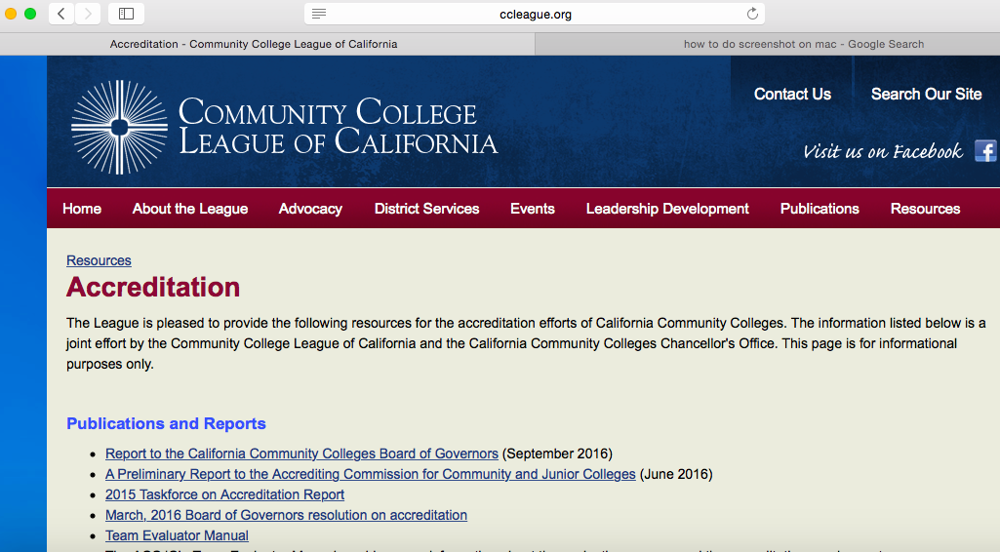 ccleague.org
Accreditation - Community College League of California
how to do screenshot on mac - Google Search
COMMUNITY COLLEGE
LEAGUE OF CALIFORNIA
Contact Us
Search Our Site
Visit us on Facebook
f
Home About the League Advocacy District Services Events Leadership Development Publications Resources
Resources
Accreditation
The League is pleased to provide the following resources for the accreditation efforts of California Community Colleges. The information listed below is a
joint effort by the Community College League of California and the California Community Colleges Chancellor's Office. This page is for informational
purposes only.
Publications and Reports
• Report to the California Community Colleges Board of Governors (September 2016)
• A Preliminary Report to the Accrediting Commission for Community and Junior Colleges (June 2016)
• 2015 Taskforce on Accreditation Report
• March, 2016 Board of Governors resolution on accreditation
• Team Evaluator Manual